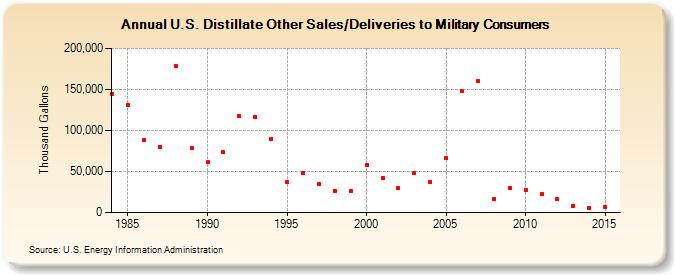 Annual U.S. Distillate Other Sales/Deliveries to Military Consumers
Thousand Gallons
200,000
150,000
100,000
50,000
0
1985 1990 1995 2000 2005 2010 2015
Source: U.S. Energy Information Administration